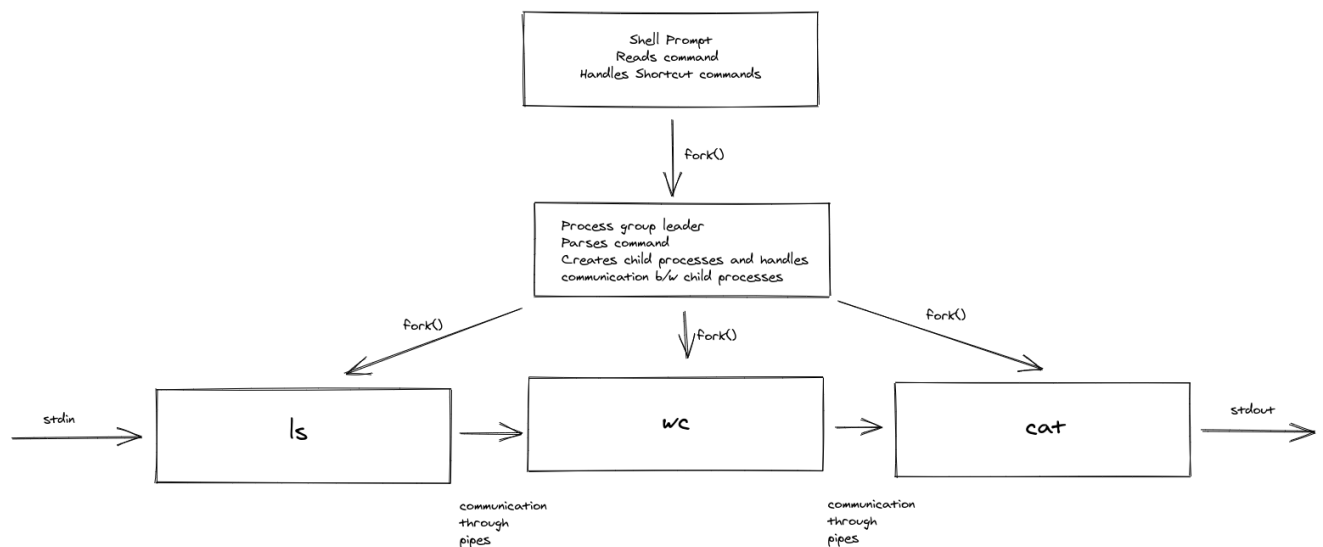 Shell Prompt
Reads command
Handles Shortcut commands
fork()
Process group leader
Parses command
Creates child processes and handles
communication b/w child processes
fork()
fork()
fork()
stdin
ls
wc
cat
stdout
communication
through
pipes
communication
through
pipes